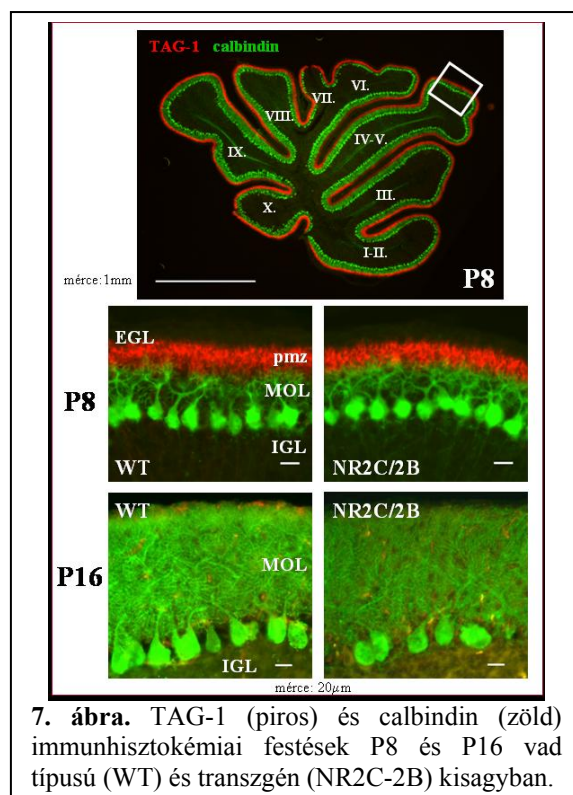 TAG-1 calbindin
VI.
VII.
VIII.
IV-V.
IX.
III.
X.
I-II.
mérce: 1mm
P8
EGL
pmz
MOL
P8
IGL
WT
NR2C/2B
WT
NR2C/2B
MOL
P16
IGL
mérce: 20µm
7. ábra. TAG-1 (piros) és calbindin (zöld)
immunhisztokémiai festések P8 és P16 vad
típusú (WT) és transzgén (NR2C-2B) kisagyban.